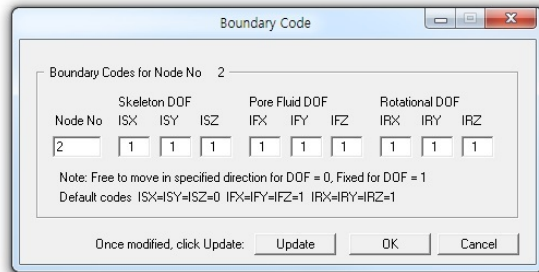 Boundary Code
Boundary Codes for Node No 2
Skeleton DOF Pore Fluid DOF Rotational DOF
Node No ISX ISY ISZ IFX IFY IFZ IRX IRY IRZ
2 1 1 1 1 1 1 1 1 1
Note: Free to move in specified direction for DOF = 0, Fixed for DOF = 1
Default codes ISX=ISY=ISZ=0 IFX=IFY=IFZ=1 IRX=IRY=IRZ=1
Once modified, click Update: Update OK Cancel